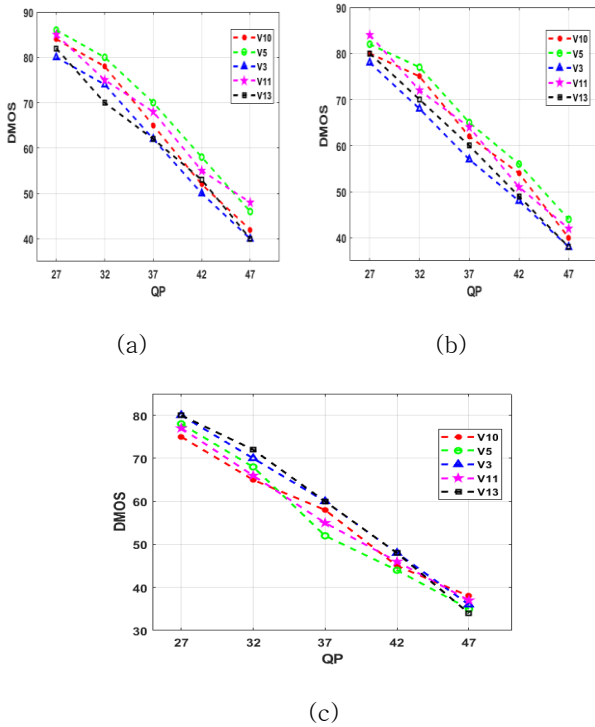 90
80
70
60
50
40
DMOS
27 32 37 42 47
QP
V10
V5
V3
V11
V13
(a)
90
80
70
60
50
40
DMOS
27 32 37 42 47
QP
V10
V5
V3
V11
V13
(b)
80
70
60
50
40
30
DMOS
27 32 37 42 47
QP
V10
V5
V3
V11
V13
(c)